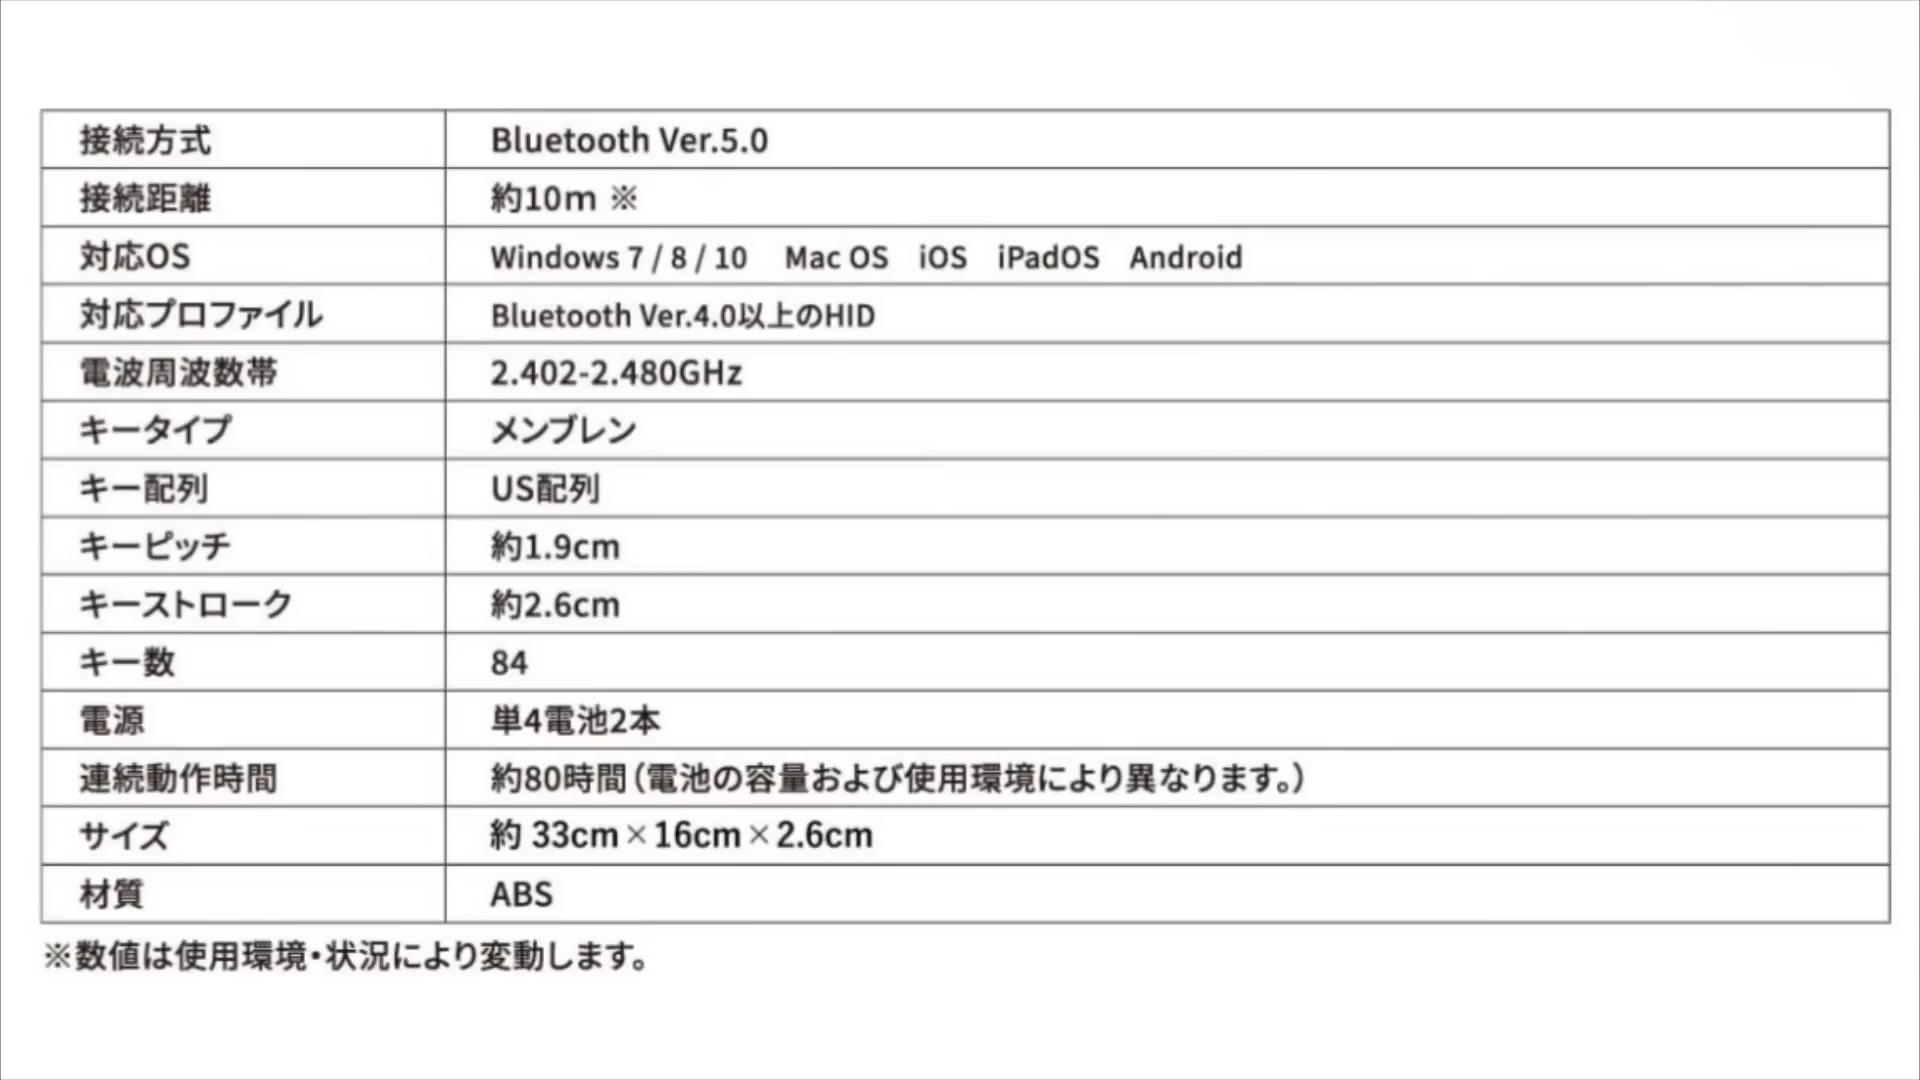 接続方式 Bluetooth Ver.5.0
接続距離 約10m ※
対応OS Windows 7 / 8 / 10 Mac OS iOS iPadOS Android
対応プロファイル Bluetooth Ver.4.0以上のHID
電波周波数帯 2.402-2.480GHz
キータイプ メンブレン
キー配列 US配列
キーピッチ 約1.9cm
キーストローク 約2.6cm
キー数 84
電源 単4電池2本
連続動作時間 約80時間（電池の容量および使用環境により異なります。）
サイズ 約 33cm×16cm×2.6cm
材質 ABS
※数値は使用環境・状況により変動します。